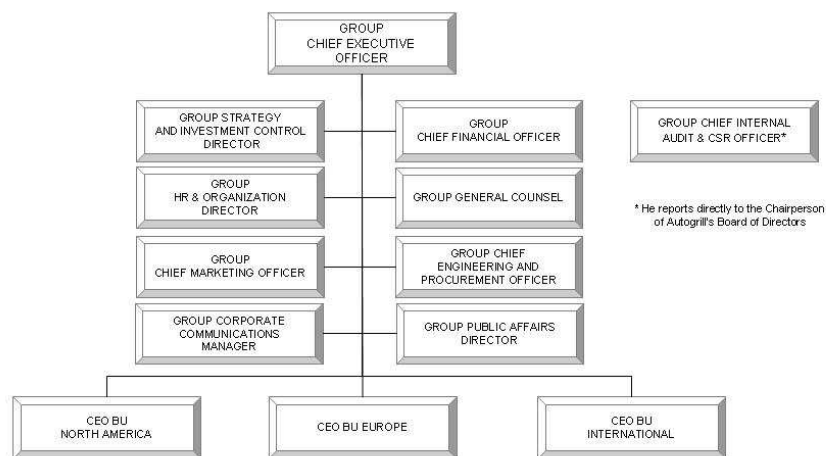 GROUP
CHIEF EXECUTIVE
OFFICER
GROUP STRATEGY
AND INVESTMENT CONTROL
DIRECTOR
GROUP
CHIEF FINANCIAL OFFICER
GROUP CHIEF INTERNAL
AUDIT & CSR OFFICER*
GROUP
HR & ORGANIZATION
DIRECTOR
GROUP GENERAL COUNSEL
* He reports directly to the Chairperson
of Autogrill's Board of Directors
GROUP
CHIEF MARKETING OFFICER
GROUP CHIEF
ENGINEERING AND
PROCUREMENT OFFICER
GROUP CORPORATE
COMMUNICATIONS
MANAGER
GROUP PUBLIC AFFAIRS
DIRECTOR
CEO BU
NORTH AMERICA
CEO BU EUROPE
CEO BU
INTERNATIONAL